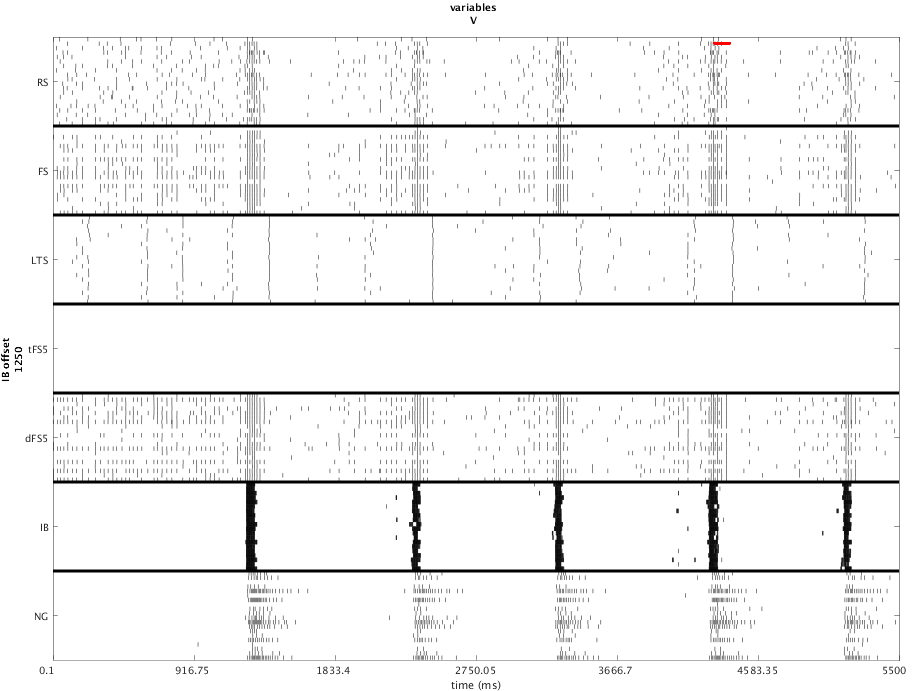 variables
V
RS
FS
LTS
tFS5
dFS5
IB
NG
IB offset
1250
0.1 916.75 1833.4 2750.05 3666.7 4583.35 5500
time (ms)